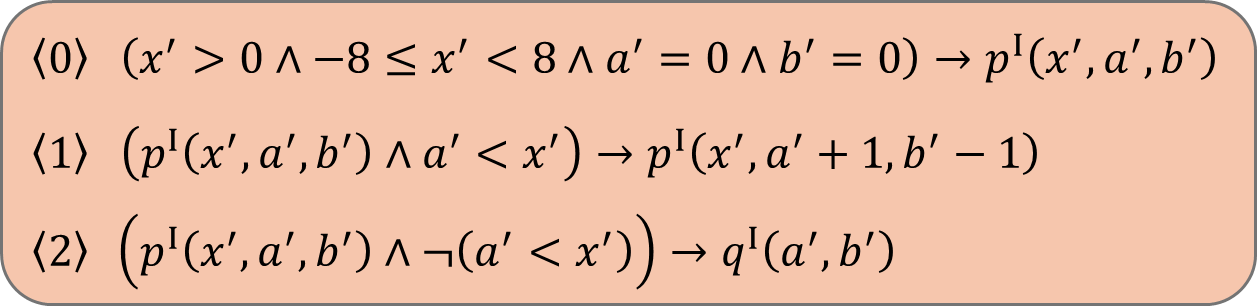 ⟨0⟩ (x′ > 0 ∧ −8 ≤ x′ < 8 ∧ a′ = 0 ∧ b′ = 0) → pᴵ(x′, a′, b′)
⟨1⟩ (pᴵ(x′, a′, b′) ∧ a′ < x′) → pᴵ(x′, a′ + 1, b′ − 1)
⟨2⟩ (pᴵ(x′, a′, b′) ∧ ¬(a′ < x′)) → qᴵ(a′, b′)